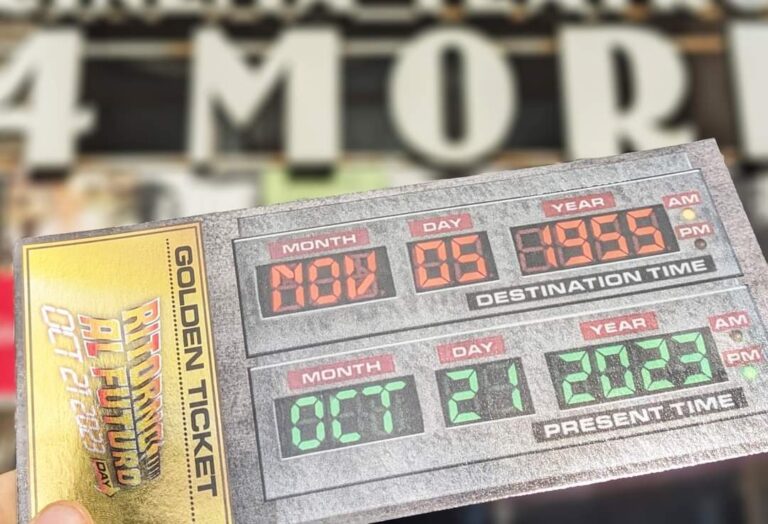 4 MOR
GOLDEN TICKET
RITORNO
AL FUTURO
DAY
OCT 21 2023
MONTH DAY YEAR AM
NOV 05 1955 PM
DESTINATION TIME
MONTH DAY YEAR AM
OCT 21 2023 PM
PRESENT TIME